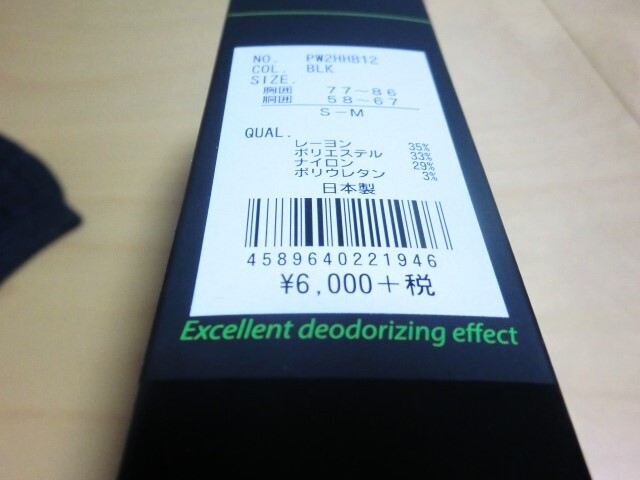 NO. PW2HHB12
COL. BLK
SIZE.
胸囲 77～86
胴囲 58～67
S-M
QUAL.
レーヨン 35%
ポリエステル 33%
ナイロン 29%
ポリウレタン 3%
日本製
4589640221946
¥6,000+税
Excellent deodorizing effect